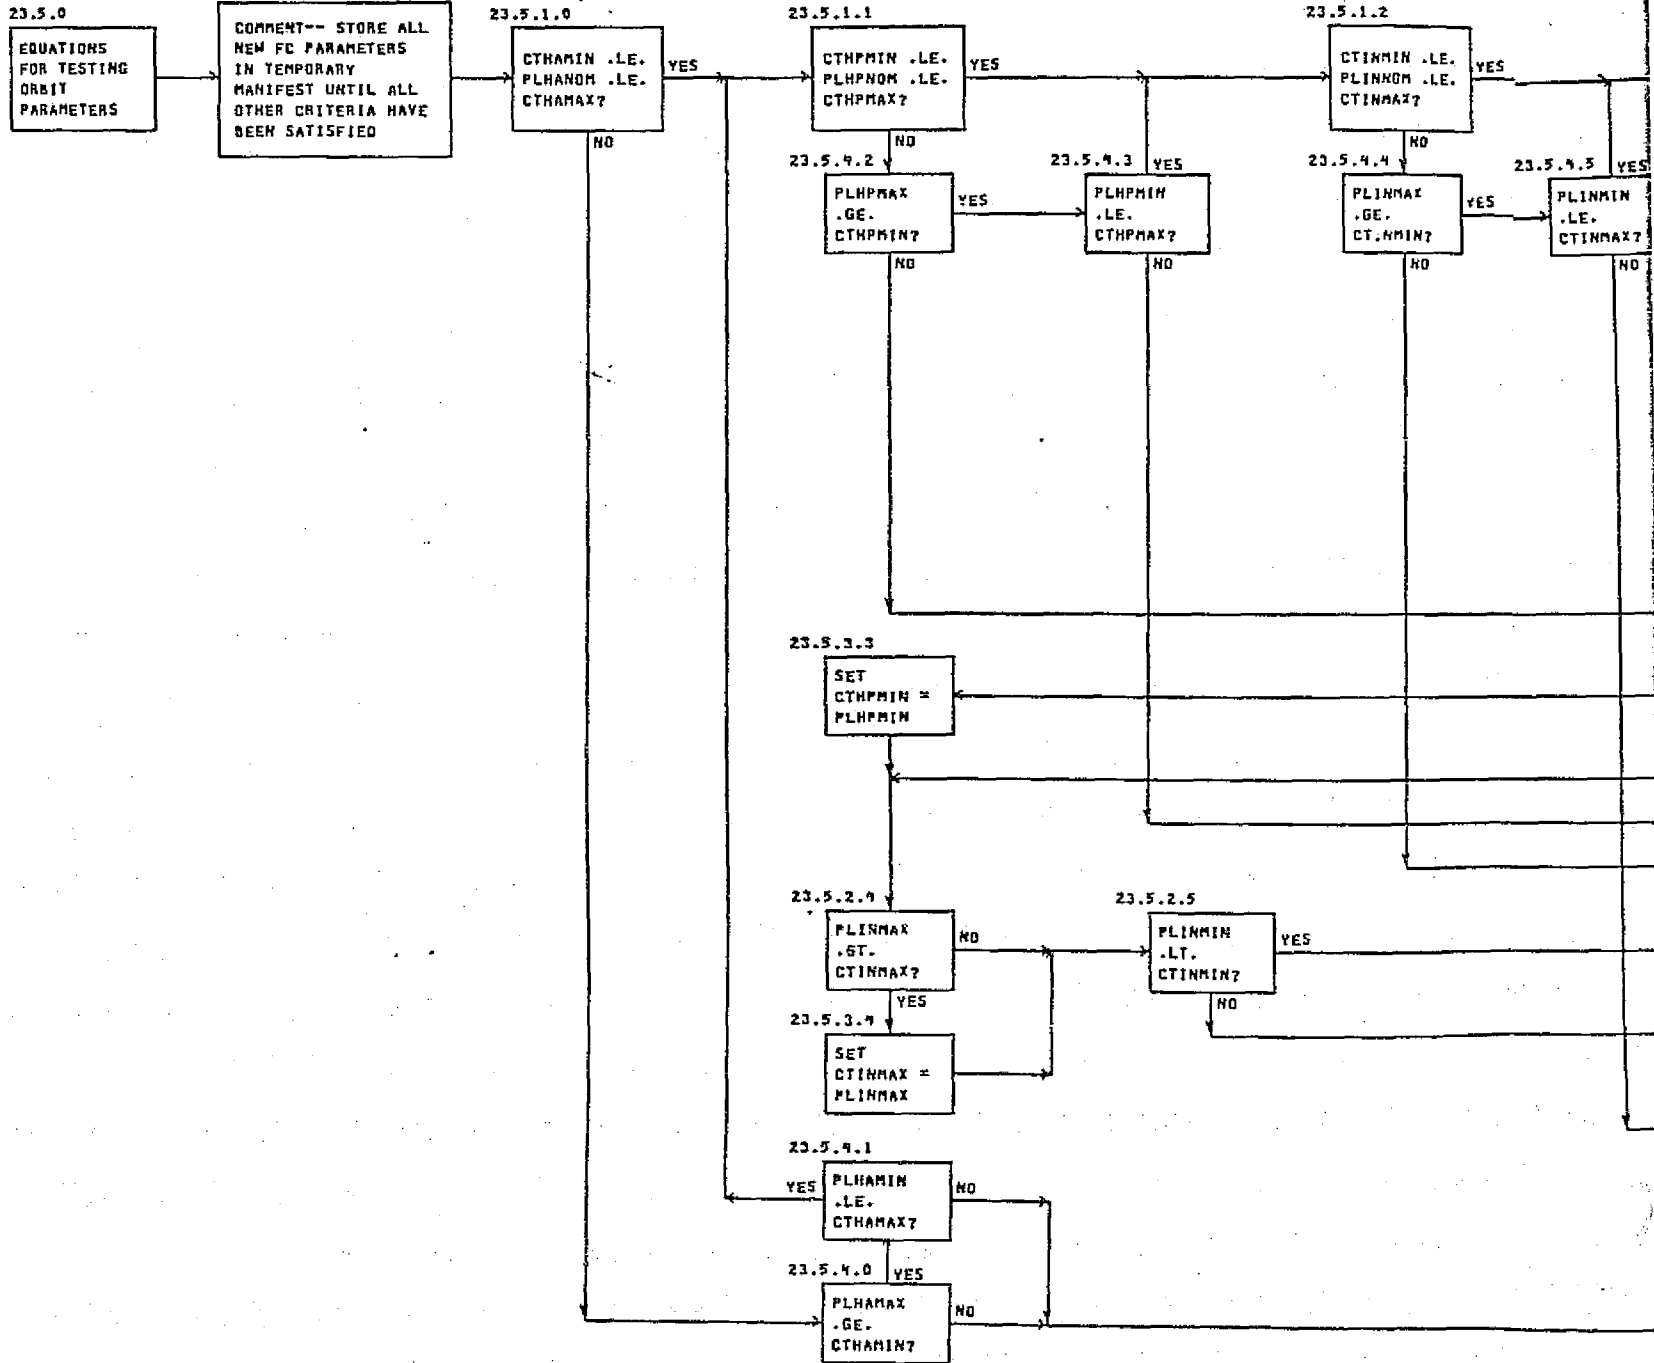 23.5.0
EQUATIONS
FOR TESTING
ORBIT
PARAMETERS
COMMENT-- STORE ALL
NEW FC PARAMETERS
IN TEMPORARY
MANIFEST UNTIL ALL
OTHER CRITERIA HAVE
BEEN SATISFIED
23.5.1.0
CTHAMIN .LE.
PLHANOM .LE.
CTHAMAX?
YES
NO
23.5.1.1
CTHPMIN .LE.
PLHPNOM .LE.
CTHPMAX?
YES
NO
23.5.1.2
CTINMIN .LE.
PLINNOM .LE.
CTINMAX?
YES
NO
23.5.4.2
PLHPMAX
.GE.
CTHPMIN?
YES
NO
23.5.4.3
YES
PLHPMIN
.LE.
CTHPMAX?
NO
23.5.4.4
PLINMAX
.GE.
CTINMIN?
YES
NO
23.5.4.5
YES
PLINMIN
.LE.
CTINMAX?
NO
23.5.3.3
SET
CTHPMIN =
PLHPMIN
23.5.2.4
PLINMAX
.GT.
CTINMAX?
NO
YES
23.5.2.5
PLINMIN
.LT.
CTINMIN?
YES
NO
23.5.3.4
SET
CTINMAX =
PLINMAX
23.5.4.1
YES
PLHAMIN
.LE.
CTHAMAX?
NO
23.5.4.0
YES
PLHAMAX
.GE.
CTHAMIN?
NO